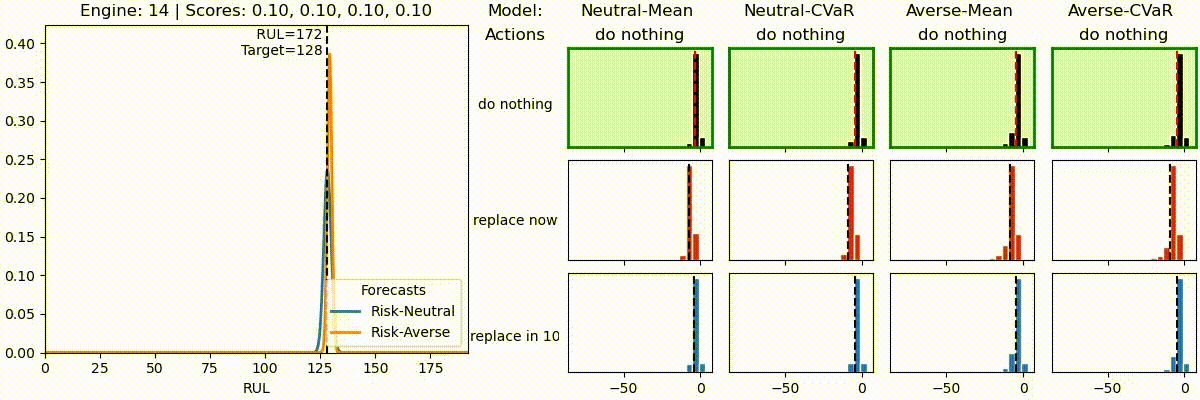 Engine: 14 | Scores: 0.10, 0.10, 0.10, 0.10
RUL=172
Target=128
0.40
0.35
0.30
0.25
0.20
0.15
0.10
0.05
0.00
0 25 50 75 100 125 150 175
RUL
Forecasts
Risk-Neutral
Risk-Averse
Model: Neutral-Mean Neutral-CVaR Averse-Mean Averse-CVaR
Actions do nothing do nothing do nothing do nothing
do nothing
replace now
replace in 10
−50 0 −50 0 −50 0 −50 0